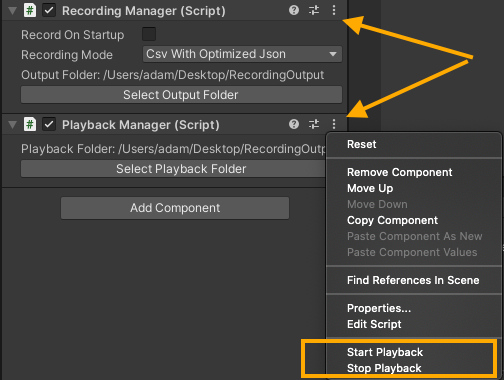 # Recording Manager (Script)
Record On Startup
Recording Mode Csv With Optimized Json
Output Folder: /Users/adam/Desktop/RecordingOutput
Select Output Folder
# Playback Manager (Script)
Playback Folder: /Users/adam/Desktop/RecordingOutp
Select Playback Folder
Add Component
Reset
Remove Component
Move Up
Move Down
Copy Component
Paste Component As New
Paste Component Values
Find References In Scene
Properties...
Edit Script
Start Playback
Stop Playback